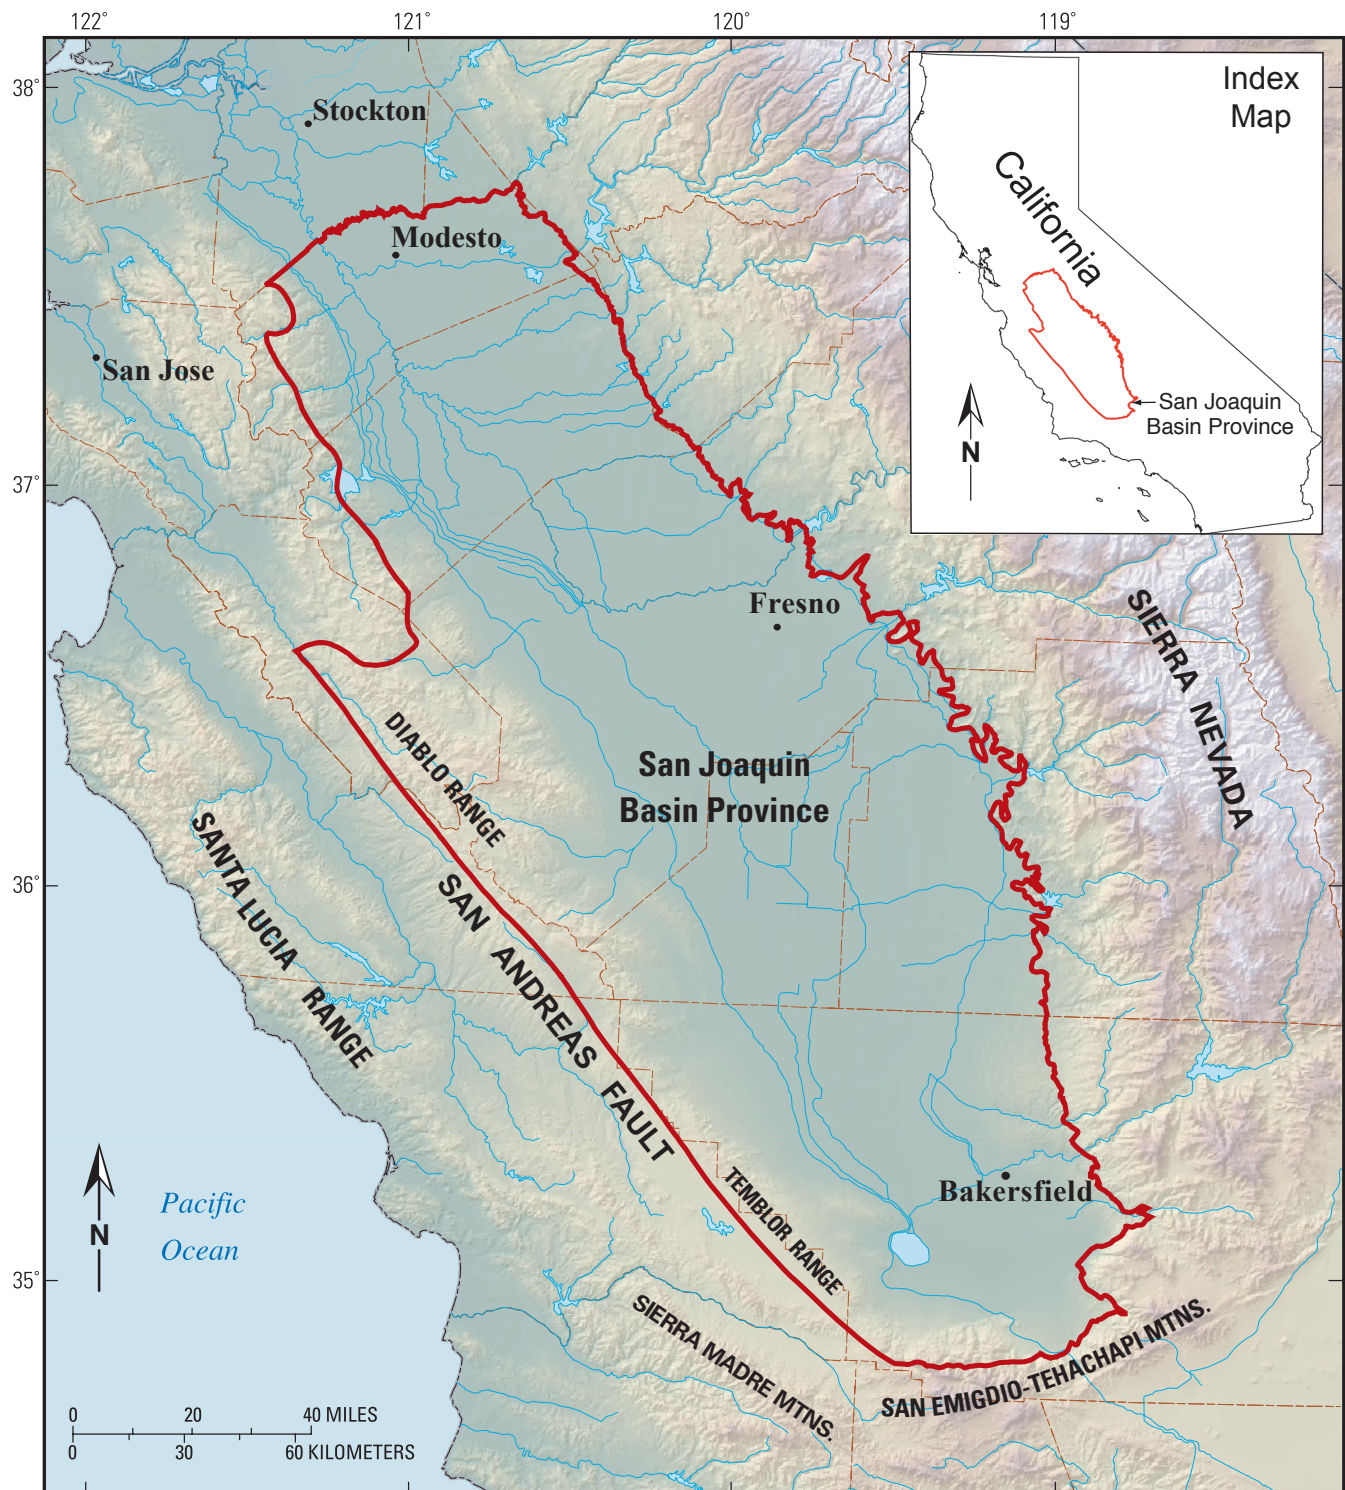 122°
121°
120°
119°
38°
37°
36°
35°
Index
Map
California
San Joaquin
Basin Province
N
Stockton
Modesto
San Jose
Fresno
SIERRA NEVADA
DIABLO RANGE
San Joaquin
Basin Province
SANTA LUCIA RANGE
SAN ANDREAS FAULT
TEMBLOR RANGE
Bakersfield
N
Pacific
Ocean
SIERRA MADRE MTNS.
SAN EMIGDIO-TEHACHAPI MTNS.
0 20 40 MILES
0 30 60 KILOMETERS